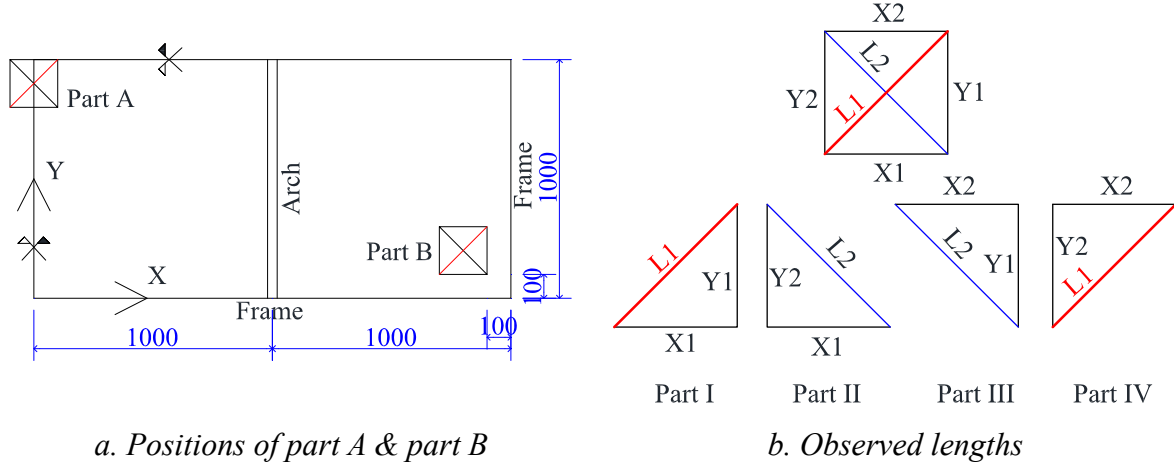 Part A
Y
X
Arch
Part B
Frame
1000
100
Frame
1000
1000
100
a. Positions of part A & part B
X2
L2
Y2
L1
Y1
X1
L1
Y1
X1
Part I
Y2
L2
X1
Part II
X2
L2
Y1
Part III
X2
Y2
L1
Part IV
b. Observed lengths